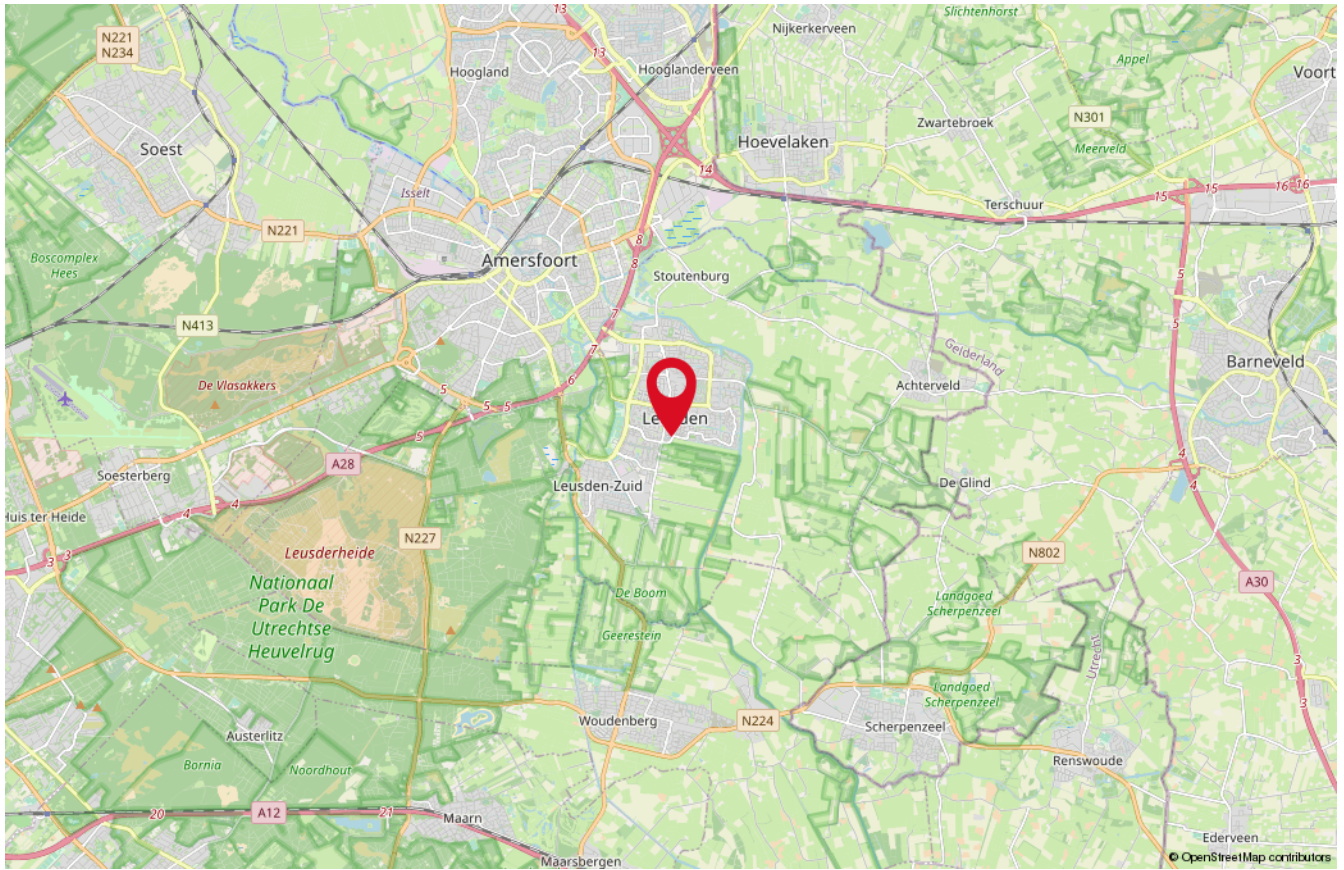 13
Slichtenhorst
N221
N234
Nijkerkerveen
13
Appel
Hoogland
Hooglanderveen
Voort
N301
Zwartebroek
Soest
Hoevelaken
Meerveld
14
Isselt
15
15
16
16
Terschuur
N221
8
Boscomplex
Hees
Amersfoort
8
Stoutenburg
5
7
N413
5
Gelderland
7
Barneveld
De Vlasakkers
6
Achterveld
5
5
5
Leusden
5
4
A28
Soesterberg
De Glind
4
Leusden-Zuid
4
4
Huis ter Heide
N227
3
3
Leusderheide
N802
A30
Nationaal
Park De
Utrechtse
Heuvelrug
De Boom
Landgoed
Scherpenzeel
Geerestein
Utrecht
3
Landgoed
Scherpenzeel
3
Woudenberg
N224
Scherpenzeel
Austerlitz
Renswoude
Bornia
Noordhout
20
A12
21
Maarn
Ederveen
Maarsbergen
© OpenStreetMap contributors